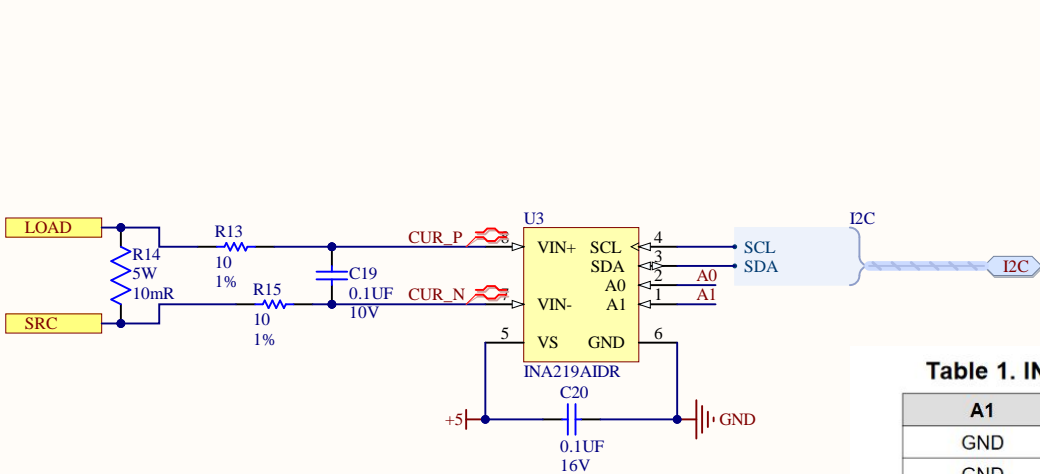 U3
I2C
LOAD
R13
CUR_P
VIN+
SCL
4
SCL
R14
10
SDA
3
SDA
I2C
5W
1%
C19
A0
2
A0
10mR
R15
0.1UF
CUR_N
VIN-
A1
1
A1
SRC
10
10V
1%
5
VS
GND
6
INA219AIDR
Table 1. IN
C20
A1
+5
GND
0.1UF
GND
16V
GND